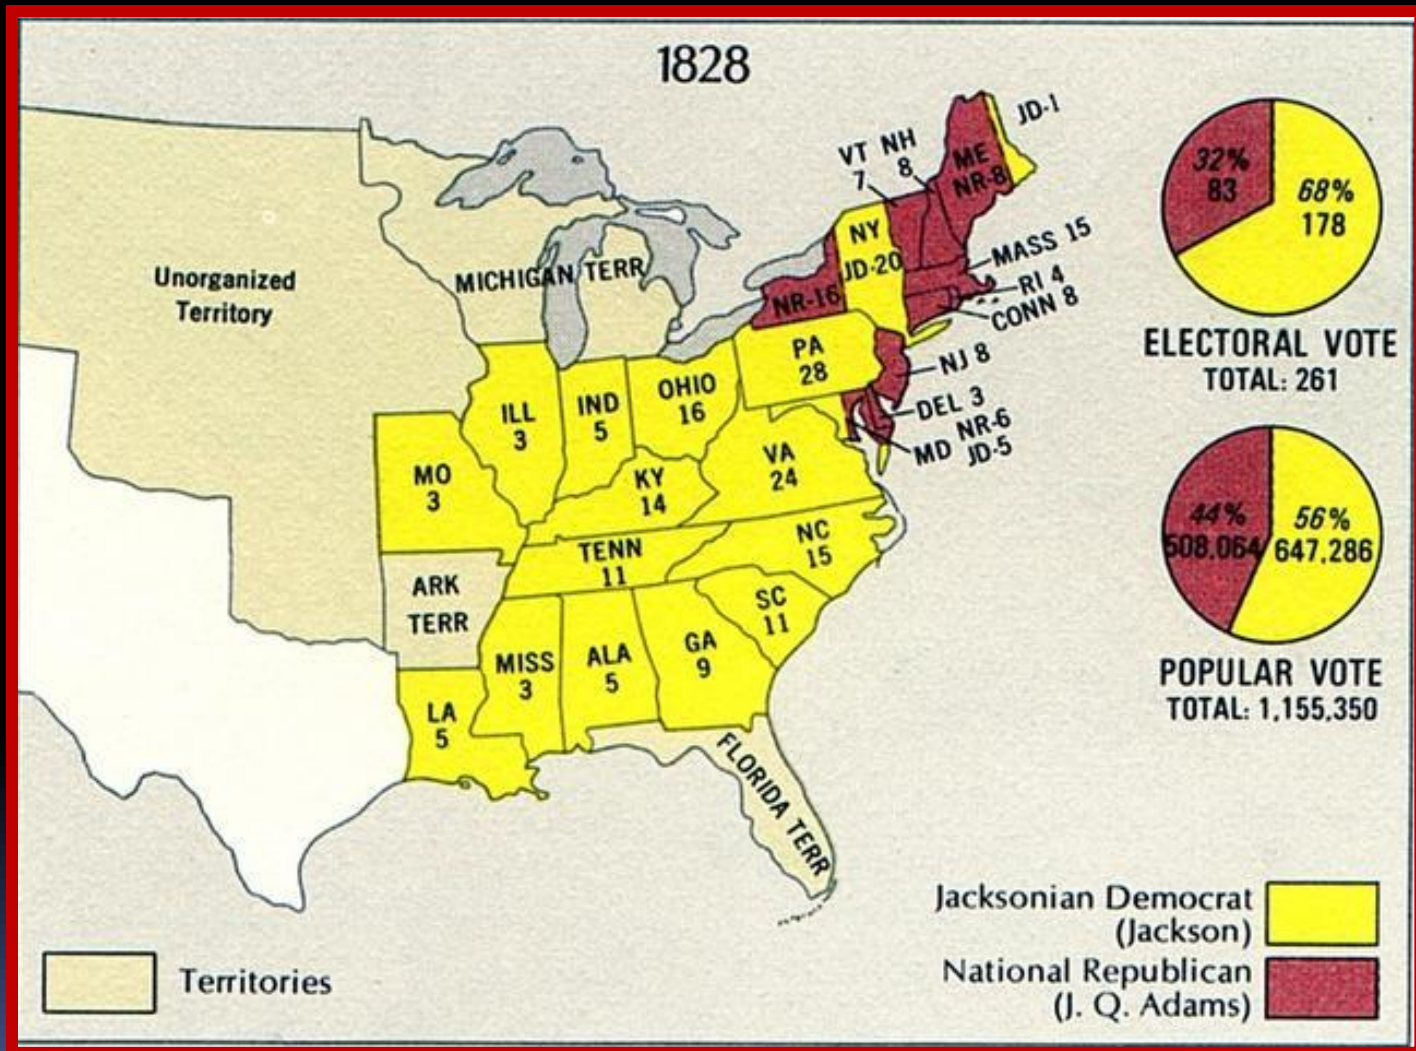 1828
Unorganized
Territory
MICHIGAN TERR
VT 7
NH 8
ME
NR-8
JD-1
NY
JD-20
NR-16
MASS 15
RI 4
CONN 8
NJ 8
DEL 3
MD NR-6
JD-5
PA
28
OHIO
16
IND
5
ILL
3
MO
3
KY
14
VA
24
TENN
11
NC
15
SC
11
ARK
TERR
MISS
3
ALA
5
GA
9
LA
5
FLORIDA TERR
32%
83
68%
178
ELECTORAL VOTE
TOTAL: 261
44%
508.064
56%
647,286
POPULAR VOTE
TOTAL: 1,155,350
Jacksonian Democrat
(Jackson)
National Republican
(J. Q. Adams)
Territories